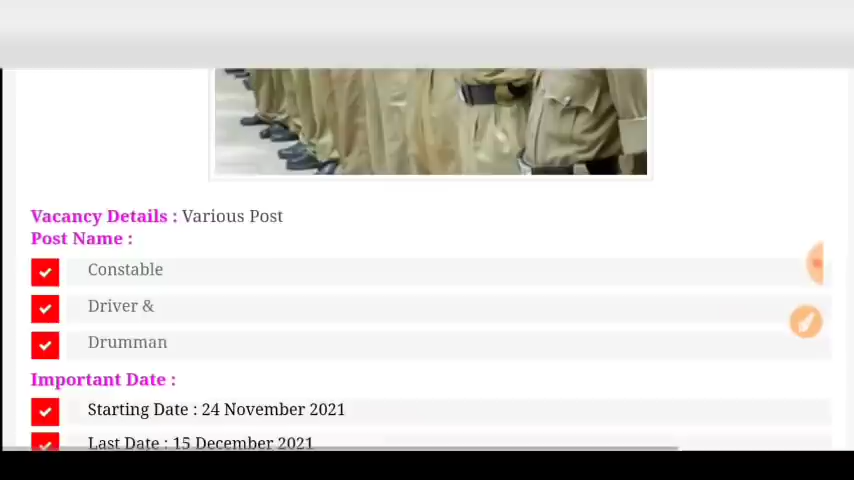 Vacancy Details : Various Post
Post Name :
Constable
Driver &
Drumman
Important Date :
Starting Date : 24 November 2021
Last Date : 15 December 2021